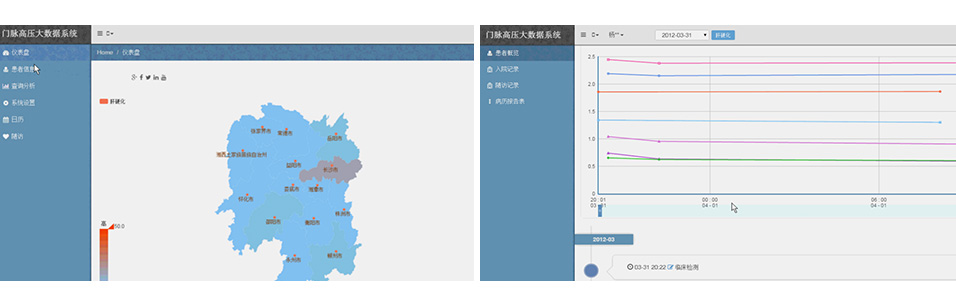 门脉高压大数据系统
仪表盘
患者信息
查询分析
系统设置
日历
随访
Home / 仪表盘
肝硬化
张家界市
常德市
岳阳市
湘西土家族苗族自治州
益阳市
长沙市
娄底市
湘潭市
怀化市
邵阳市
衡阳市
株洲市
永州市
郴州市
高
50.0
门脉高压大数据系统
杨**
2012-03-31
肝硬化
患者概览
入院记录
随访记录
病历报告表
2.5
2.0
1.5
1.0
0.5
0
20:01
00:00
04-01
06:00
04-01
2012-03
03-31 20:22 临床检测